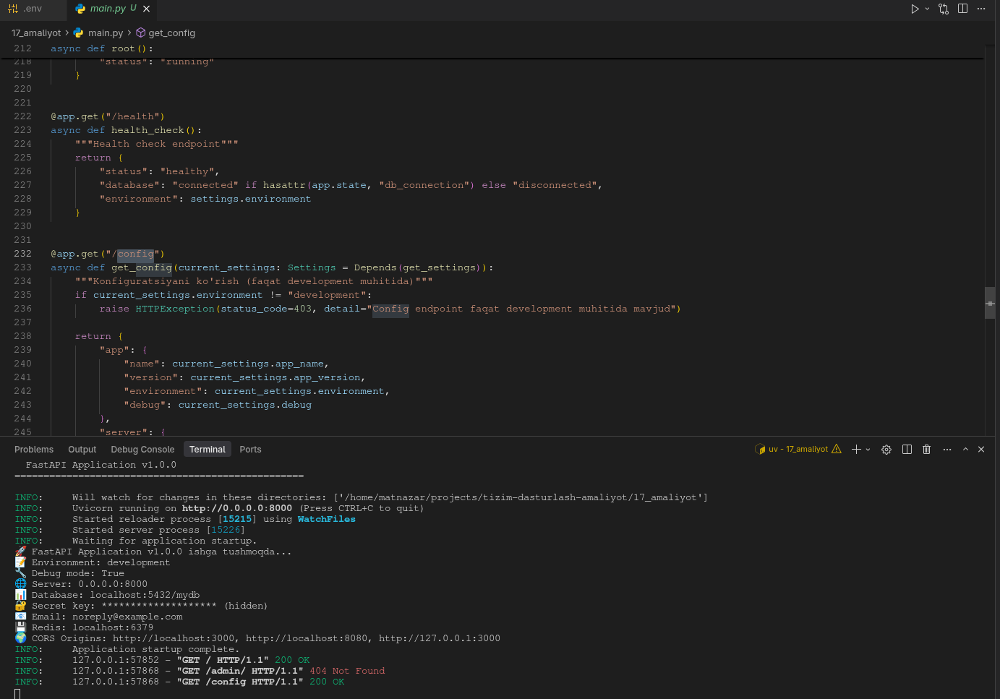 .env
main.py U
17_amaliyot > main.py > get_config
212 async def root():
218 "status": "running"
219 }
220
221
222 @app.get("/health")
223 async def health_check():
224 """Health check endpoint"""
225 return {
226 "status": "healthy",
227 "database": "connected" if hasattr(app.state, "db_connection") else "disconnected",
228 "environment": settings.environment
229 }
230
231
232 @app.get("/config")
233 async def get_config(current_settings: Settings = Depends(get_settings)):
234 """Konfiguratsiyani ko'rish (faqat development muhitida)"""
235 if current_settings.environment != "development":
236 raise HTTPException(status_code=403, detail="Config endpoint faqat development muhitida mavjud")
237
238 return {
239 "app": {
240 "name": current_settings.app_name,
241 "version": current_settings.app_version,
242 "environment": current_settings.environment,
243 "debug": current_settings.debug
244 },
245 "server": {
Problems Output Debug Console Terminal Ports
uv - 17_amaliyot
FastAPI Application v1.0.0
==================================================
INFO: Will watch for changes in these directories: ['/home/matnazar/projects/tizim-dasturlash-amaliyot/17_amaliyot']
INFO: Uvicorn running on http://0.0.0.0:8000 (Press CTRL+C to quit)
INFO: Started reloader process [15215] using WatchFiles
INFO: Started server process [15226]
INFO: Waiting for application startup.
🚀 FastAPI Application v1.0.0 ishga tushmoqda...
📝 Environment: development
🔧 Debug mode: True
🌐 Server: 0.0.0.0:8000
📊 Database: localhost:5432/mydb
🔐 Secret key: ******************** (hidden)
📧 Email: noreply@example.com
💾 Redis: localhost:6379
🌍 CORS Origins: http://localhost:3000, http://localhost:8080, http://127.0.0.1:3000
INFO: Application startup complete.
INFO: 127.0.0.1:57852 - "GET / HTTP/1.1" 200 OK
INFO: 127.0.0.1:57868 - "GET /admin/ HTTP/1.1" 404 Not Found
INFO: 127.0.0.1:57868 - "GET /config HTTP/1.1" 200 OK